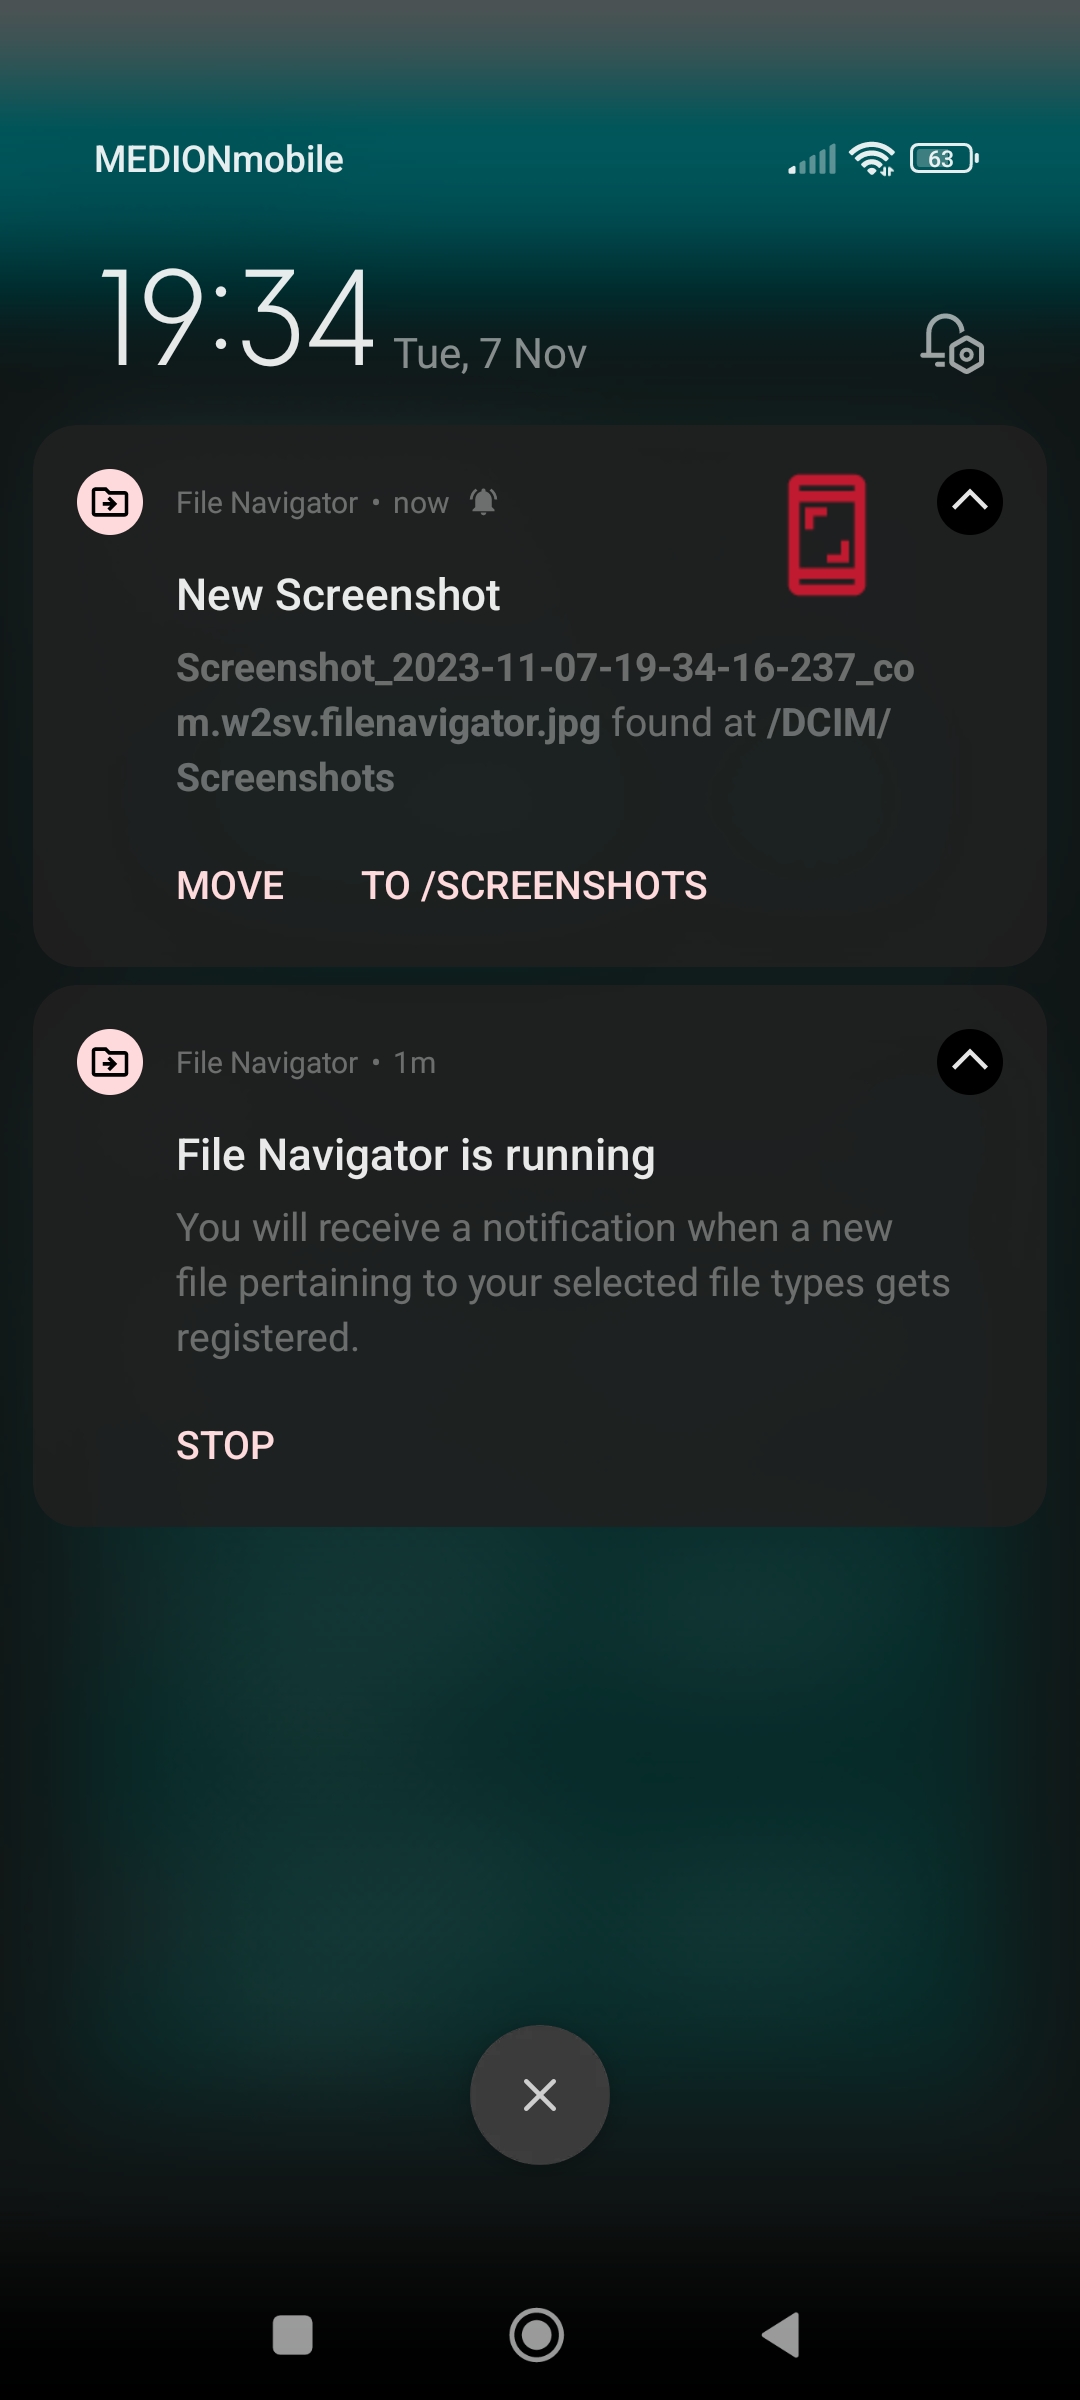 MEDIONmobile
63
19:34 Tue, 7 Nov
File Navigator • now
New Screenshot
Screenshot_2023-11-07-19-34-16-237_co
m.w2sv.filenavigator.jpg found at /DCIM/
Screenshots
MOVE TO /SCREENSHOTS
File Navigator • 1m
File Navigator is running
You will receive a notification when a new
file pertaining to your selected file types gets
registered.
STOP